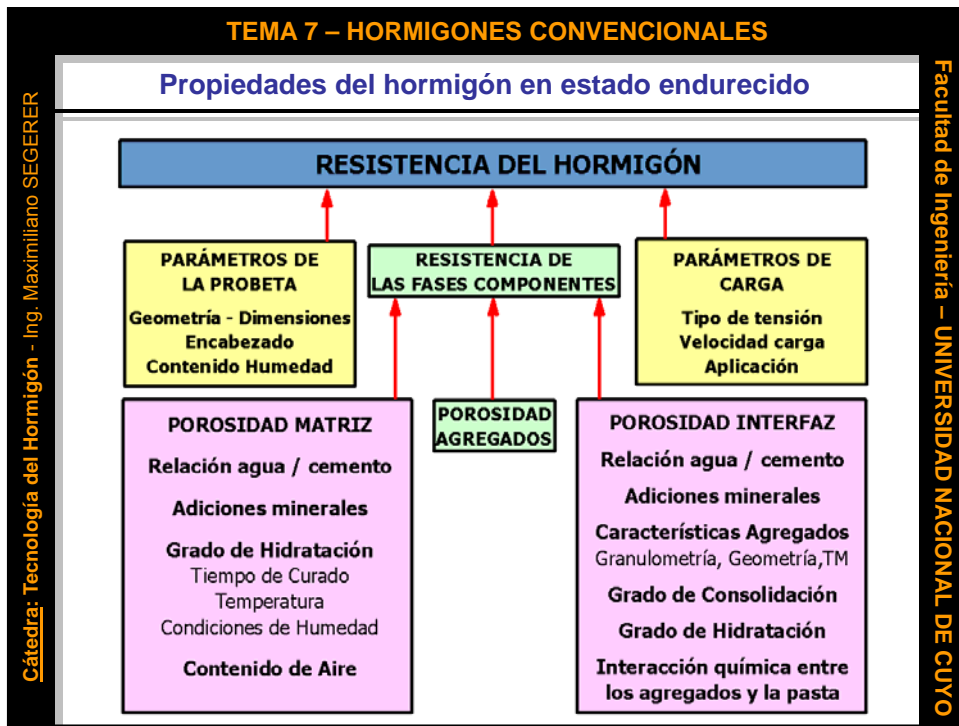 TEMA 7 – HORMIGONES CONVENCIONALES
Propiedades del hormigón en estado endurecido
Cátedra: Tecnología del Hormigón - Ing. Maximiliano SEGERER
RESISTENCIA DEL HORMIGÓN
PARÁMETROS DE
LA PROBETA
Geometría - Dimensiones
Encabezado
Contenido Humedad
RESISTENCIA DE
LAS FASES COMPONENTES
PARÁMETROS DE
CARGA
Tipo de tensión
Velocidad carga
Aplicación
POROSIDAD MATRIZ
Relación agua / cemento
Adiciones minerales
Grado de Hidratación
Tiempo de Curado
Temperatura
Condiciones de Humedad
Contenido de Aire
POROSIDAD
AGREGADOS
POROSIDAD INTERFAZ
Relación agua / cemento
Adiciones minerales
Características Agregados
Granulometría, Geometría,TM
Grado de Consolidación
Grado de Hidratación
Interacción química entre
los agregados y la pasta
Facultad de Ingeniería – UNIVERSIDAD NACIONAL DE CUYO